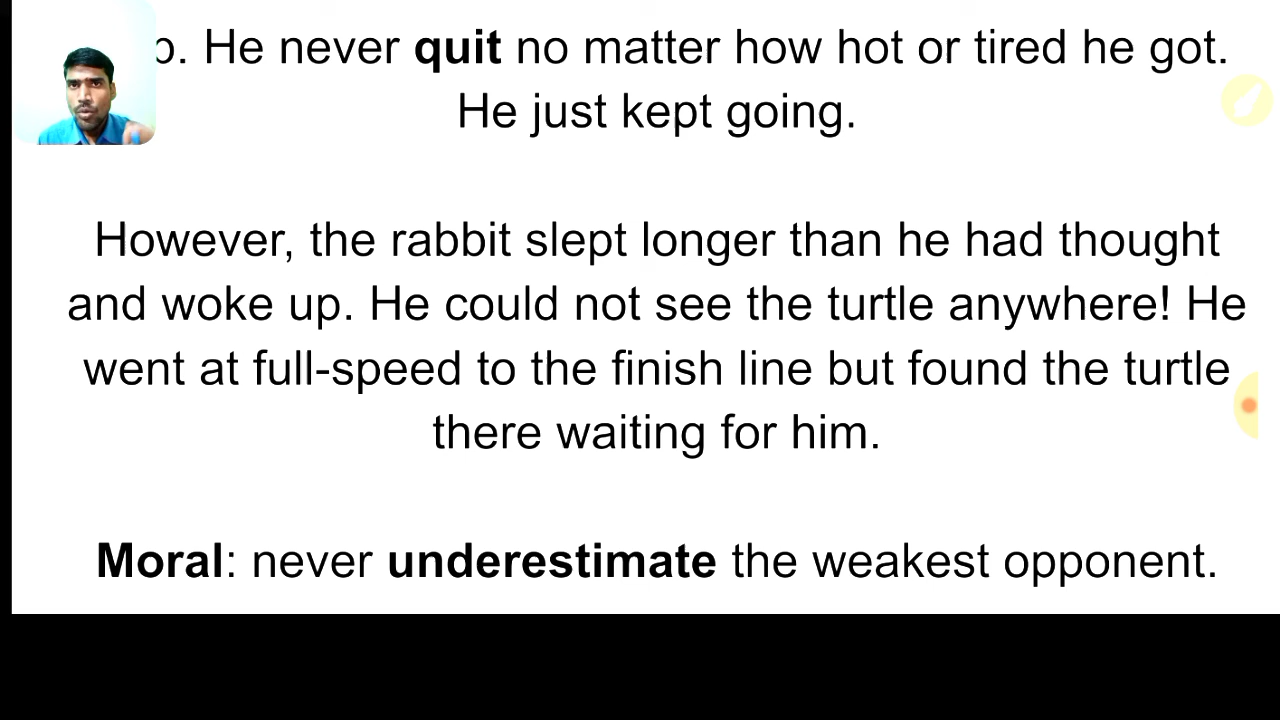 He never quit no matter how hot or tired he got.
He just kept going.
However, the rabbit slept longer than he had thought
and woke up. He could not see the turtle anywhere! He
went at full-speed to the finish line but found the turtle
there waiting for him.
Moral: never underestimate the weakest opponent.